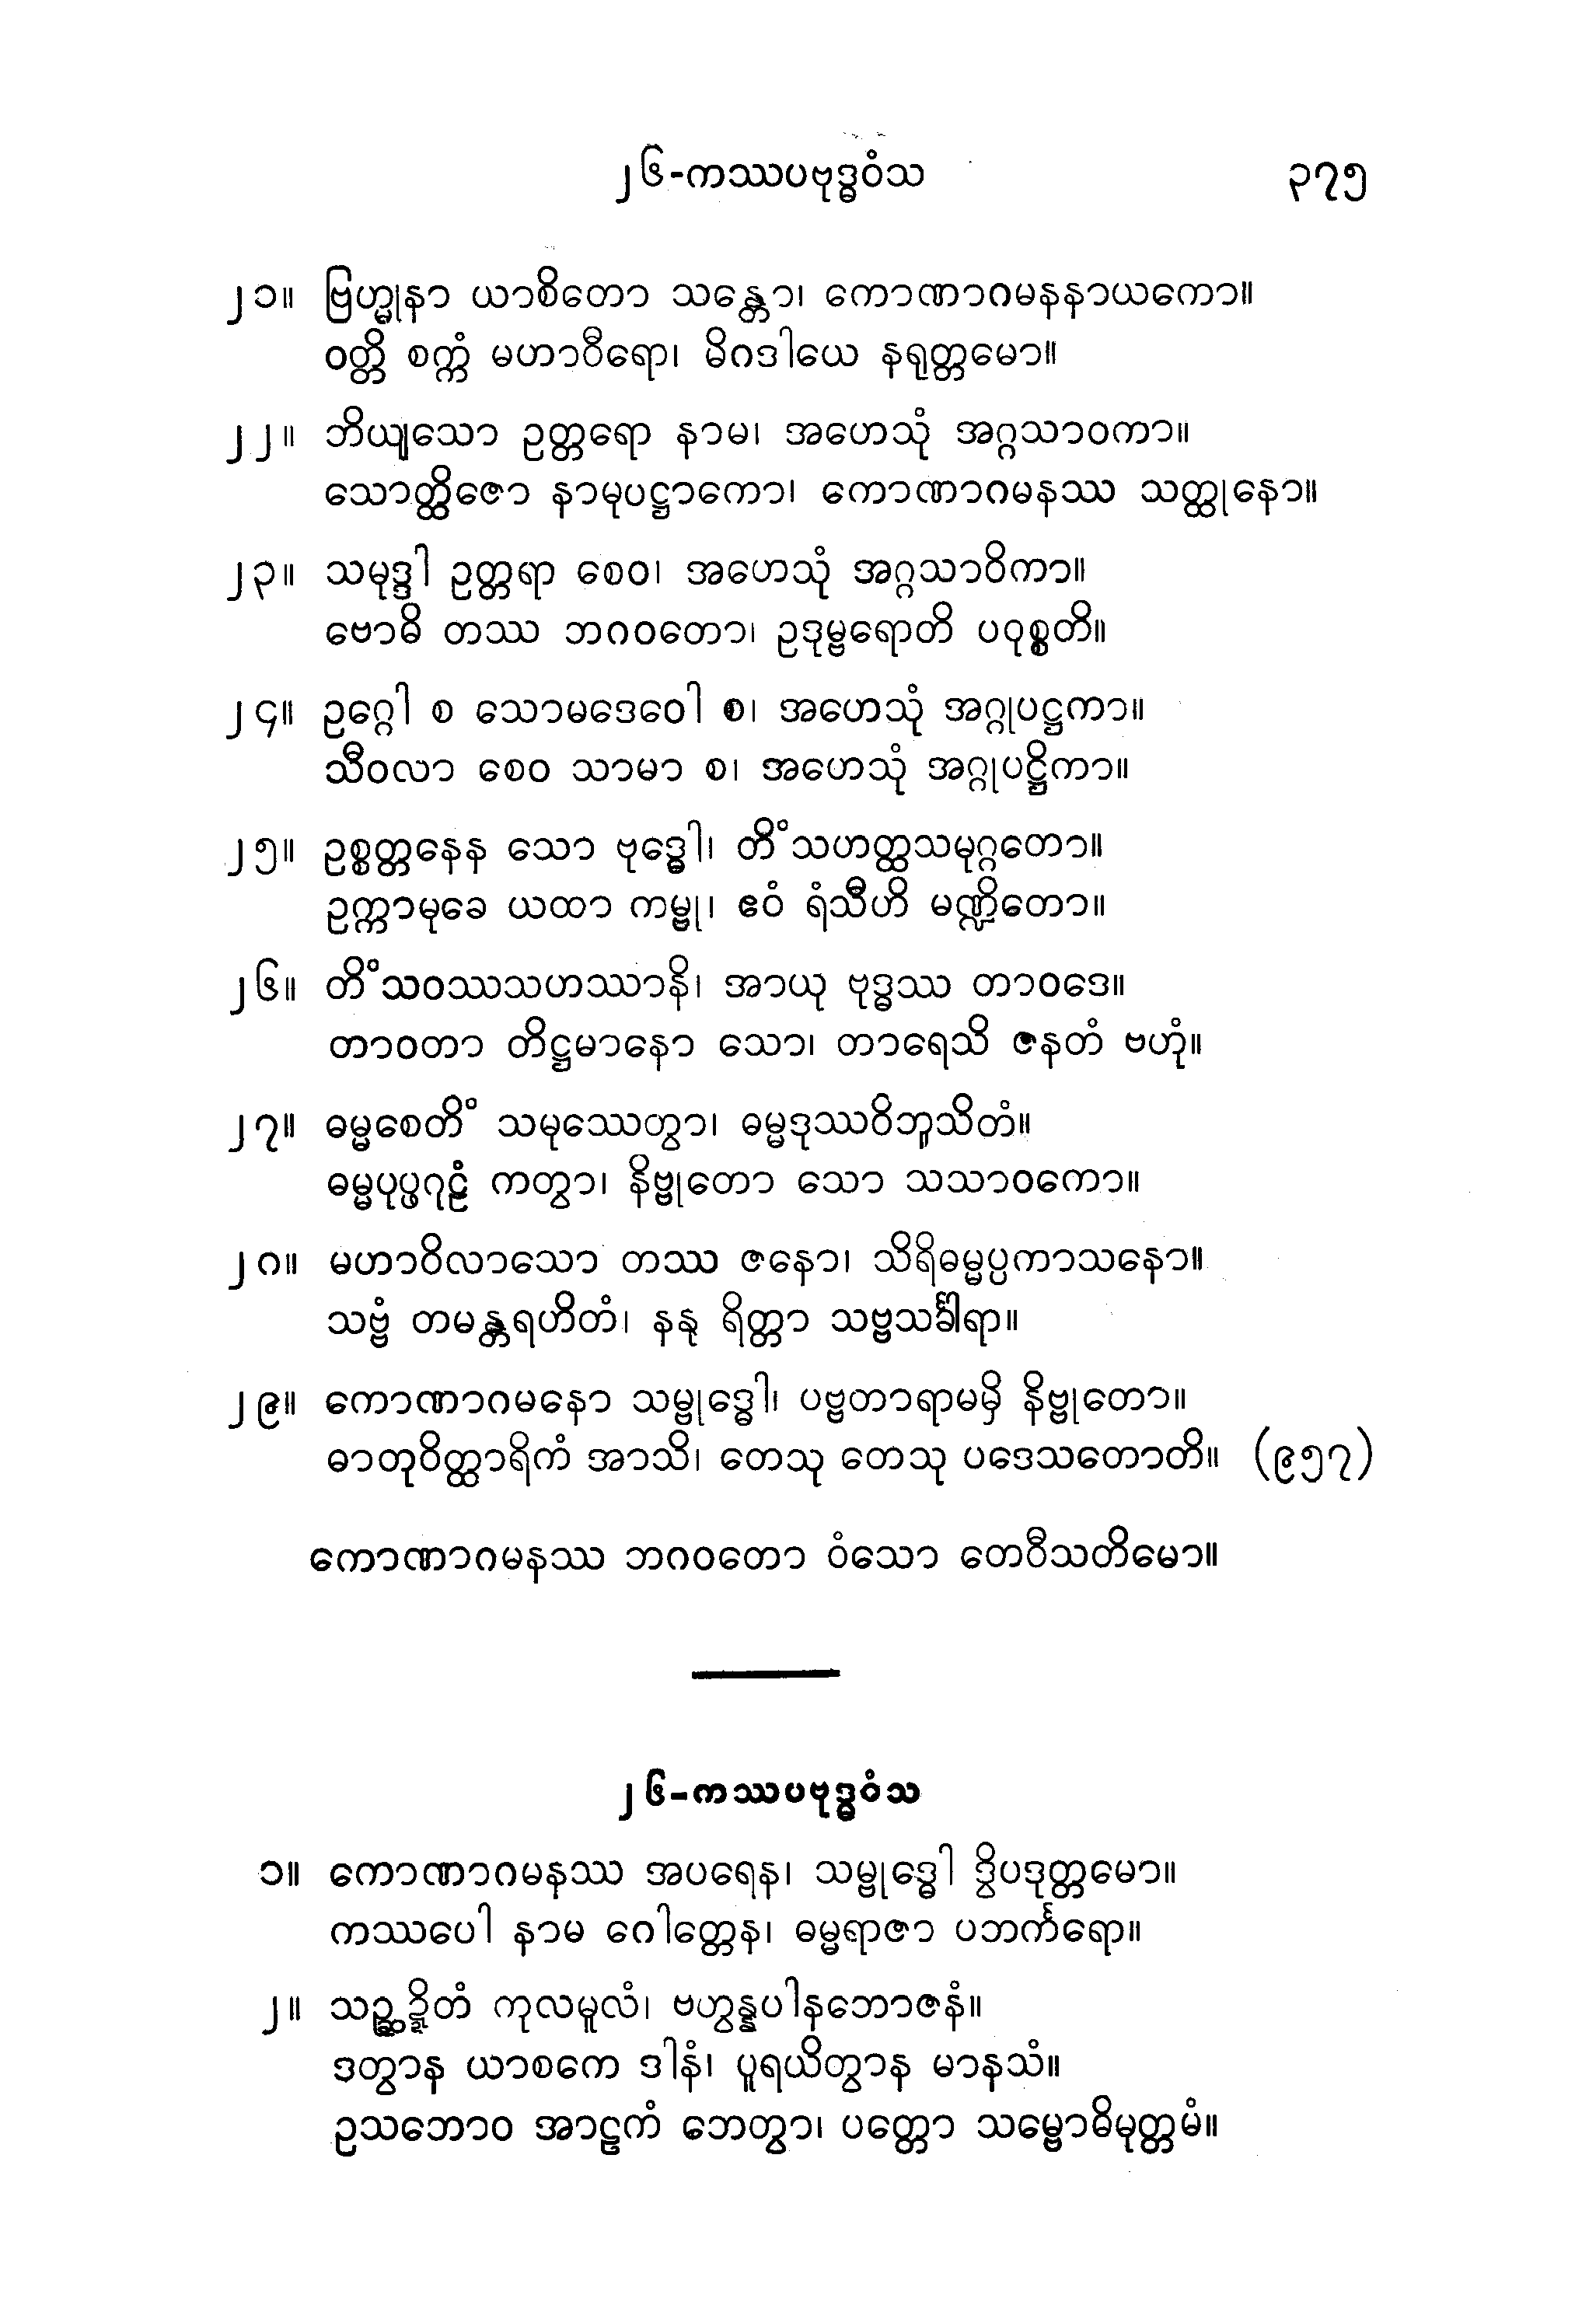 ၂၆-ကဿပဗုဒ္ဓဝံသ ၃၇၅
၂၁။ ဗြဟ္မုနာ ယာစိတော သန္တော၊ ကောဏာဂမနနာယကော။
ဝတ္တိ စက္ကံ မဟာဝီရော၊ မိဂဒါယေ နရုတ္တမော။
၂၂။ ဘိယျသော ဥတ္တရော နာမ၊ အဟေသုံ အဂ္ဂသာဝကာ။
သောတ္ထိဇော နာမုပဋ္ဌာကော၊ ကောဏာဂမနဿ သတ္ထုနော။
၂၃။ သမုဒ္ဒါ ဥတ္တရာ စေဝ၊ အဟေသုံ အဂ္ဂသာဝိကာ။
ဗောဓိ တဿ ဘဂဝတော၊ ဥဒုမ္ဗရောတိ ပဝုစ္စတိ။
၂၄။ ဥဂ္ဂေါ စ သောမဒေဝေါ စ၊ အဟေသုံ အဂ္ဂုပဋ္ဌကာ။
သီဝလာ စေဝ သာမာ စ၊ အဟေသုံ အဂ္ဂုပဋ္ဌိကာ။
၂၅။ ဥစ္စတ္တနေန သော ဗုဒ္ဓေါ၊ တိံသဟတ္ထသမုဂ္ဂတော။
ဥက္ကာမုခေ ယထာ ကမ္ဗု၊ ဧဝံ ရံသီဟိ မဏ္ဍိတော။
၂၆။ တိံသဝဿသဟဿာနိ၊ အာယု ဗုဒ္ဓဿ တာဝဒေ။
တာဝတာ တိဋ္ဌမာနော သော၊ တာရေသိ ဇနတံ ဗဟုံ။
၂၇။ ဓမ္မစေတိံ သမုဿေတွာ၊ ဓမ္မဒုဿဝိဘူသိတံ။
ဓမ္မပုပ္ဖဂုဠံ ကတွာ၊ နိဗ္ဗုတော သော သသာဝကော။
၂၈။ မဟာဝိလာသော တဿ ဇနော၊ သိရိဓမ္မပ္ပကာသနော။
သဗ္ဗံ တမန္တရဟိတံ၊ နနု ရိတ္တာ သဗ္ဗသင်္ခါရာ။
၂၉။ ကောဏာဂမနော သမ္ဗုဒ္ဓေါ၊ ပဗ္ဗတာရာမမှိ နိဗ္ဗုတော။
ဓာတုဝိတ္ထာရိကံ အာသိ၊ တေသု တေသု ပဒေသတောတိ။ (၉၅၇)
ကောဏာဂမနဿ ဘဂဝတော ဝံသော တေဝီသတိမော။
၂၆-ကဿပဗုဒ္ဓဝံသ
၁။ ကောဏာဂမနဿ အပရေန၊ သမ္ဗုဒ္ဓေါ ဒွိပဒုတ္တမော။
ကဿပေါ နာမ ဂေါတ္တေန၊ ဓမ္မရာဇာ ပဘင်္ကရော။
၂။ သဉ္ဆဍ္ဍိတံ ကုလမူလံ၊ ဗဟွန္နပါနဘောဇနံ။
ဒတွာန ယာစကေ ဒါနံ၊ ပူရယိတွာန မာနသံ။
ဥသဘောဝ အာဠကံ ဘေတွာ၊ ပတ္တော သမ္ဗောဓိမုတ္တမံ။